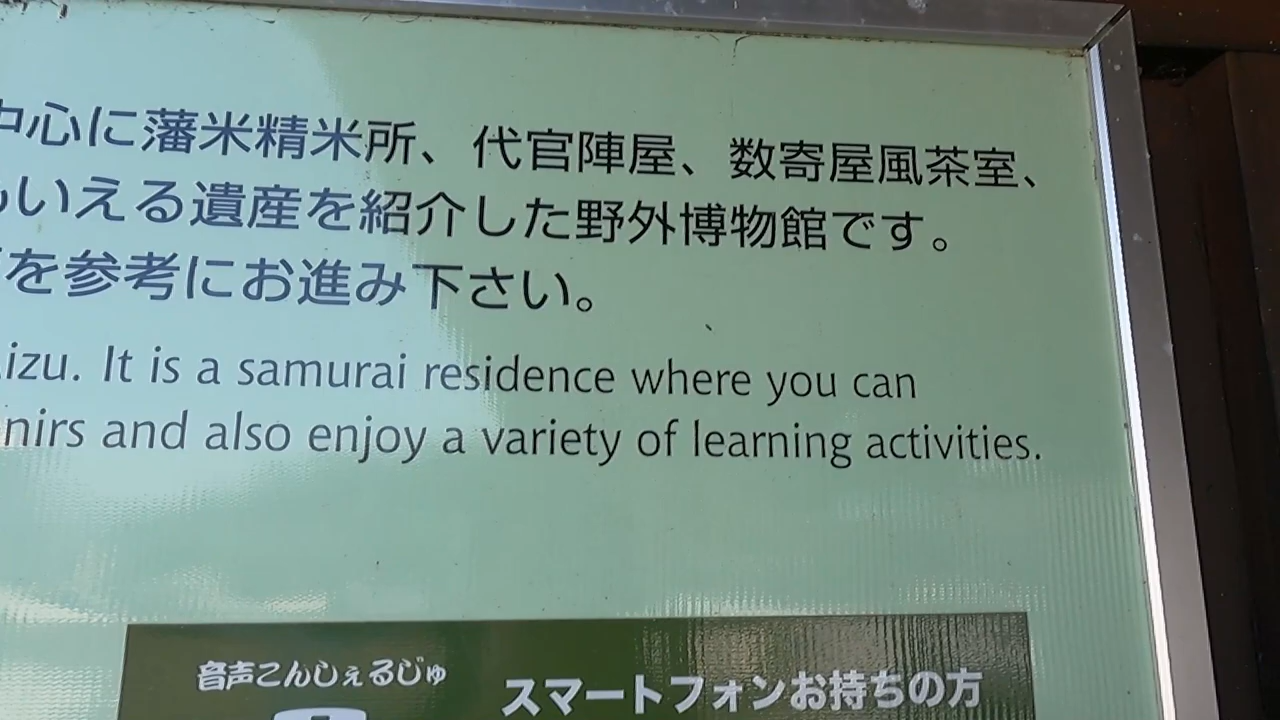 中心に藩米精米所、代官陣屋、数寄屋風茶室、
いえる遺産を紹介した野外博物館です。
を参考にお進み下さい。
izu. It is a samurai residence where you can
nirs and also enjoy a variety of learning activities.
音声こんしぇるじゅ
スマートフォンお持ちの方